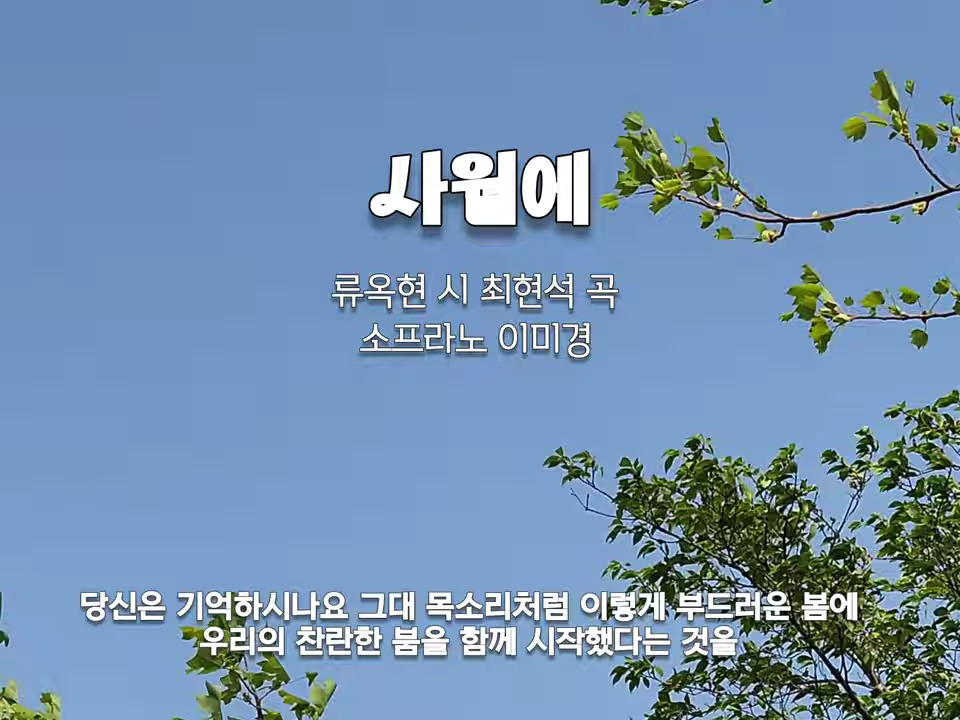 사월에
류옥현 시 최현석 곡
소프라노 이미경
당신은 기억하시나요 그대 목소리처럼 이렇게 부드러운 봄에
우리의 찬란한 붐을 함께 시작했다는 것을